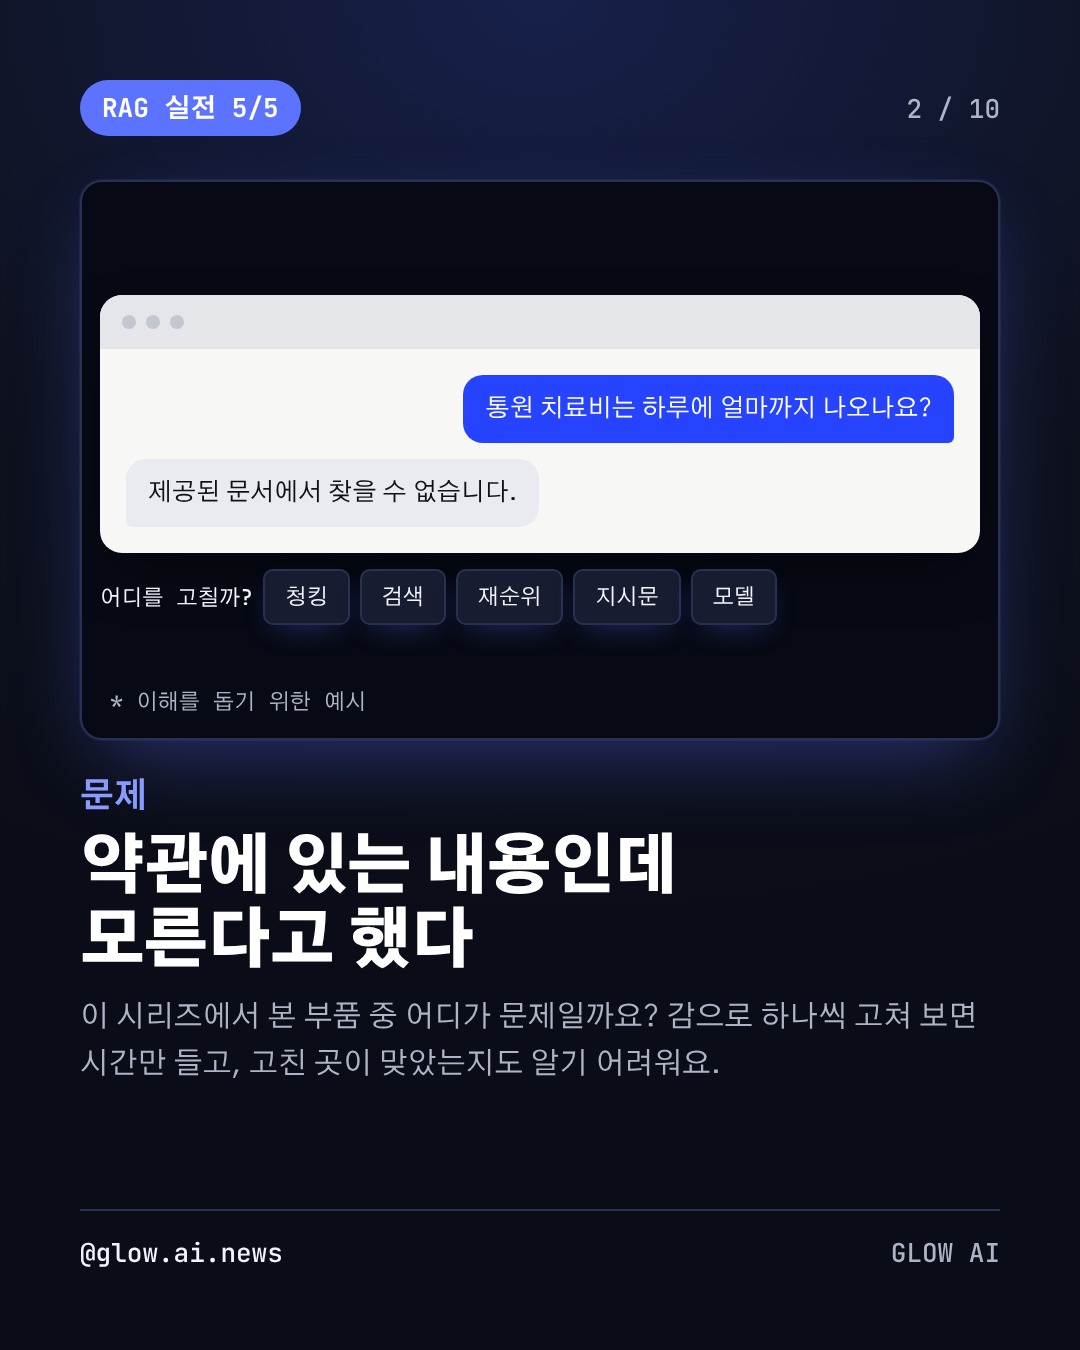 RAG 실전 5/5
2 / 10
통원 치료비는 하루에 얼마까지 나오나요?
제공된 문서에서 찾을 수 없습니다.
어디를 고칠까? 청킹 검색 재순위 지시문 모델
* 이해를 돕기 위한 예시
문제
약관에 있는 내용인데
모른다고 했다
이 시리즈에서 본 부품 중 어디가 문제일까요? 감으로 하나씩 고쳐 보면
시간만 들고, 고친 곳이 맞았는지도 알기 어려워요.
@glow.ai.news
GLOW AI